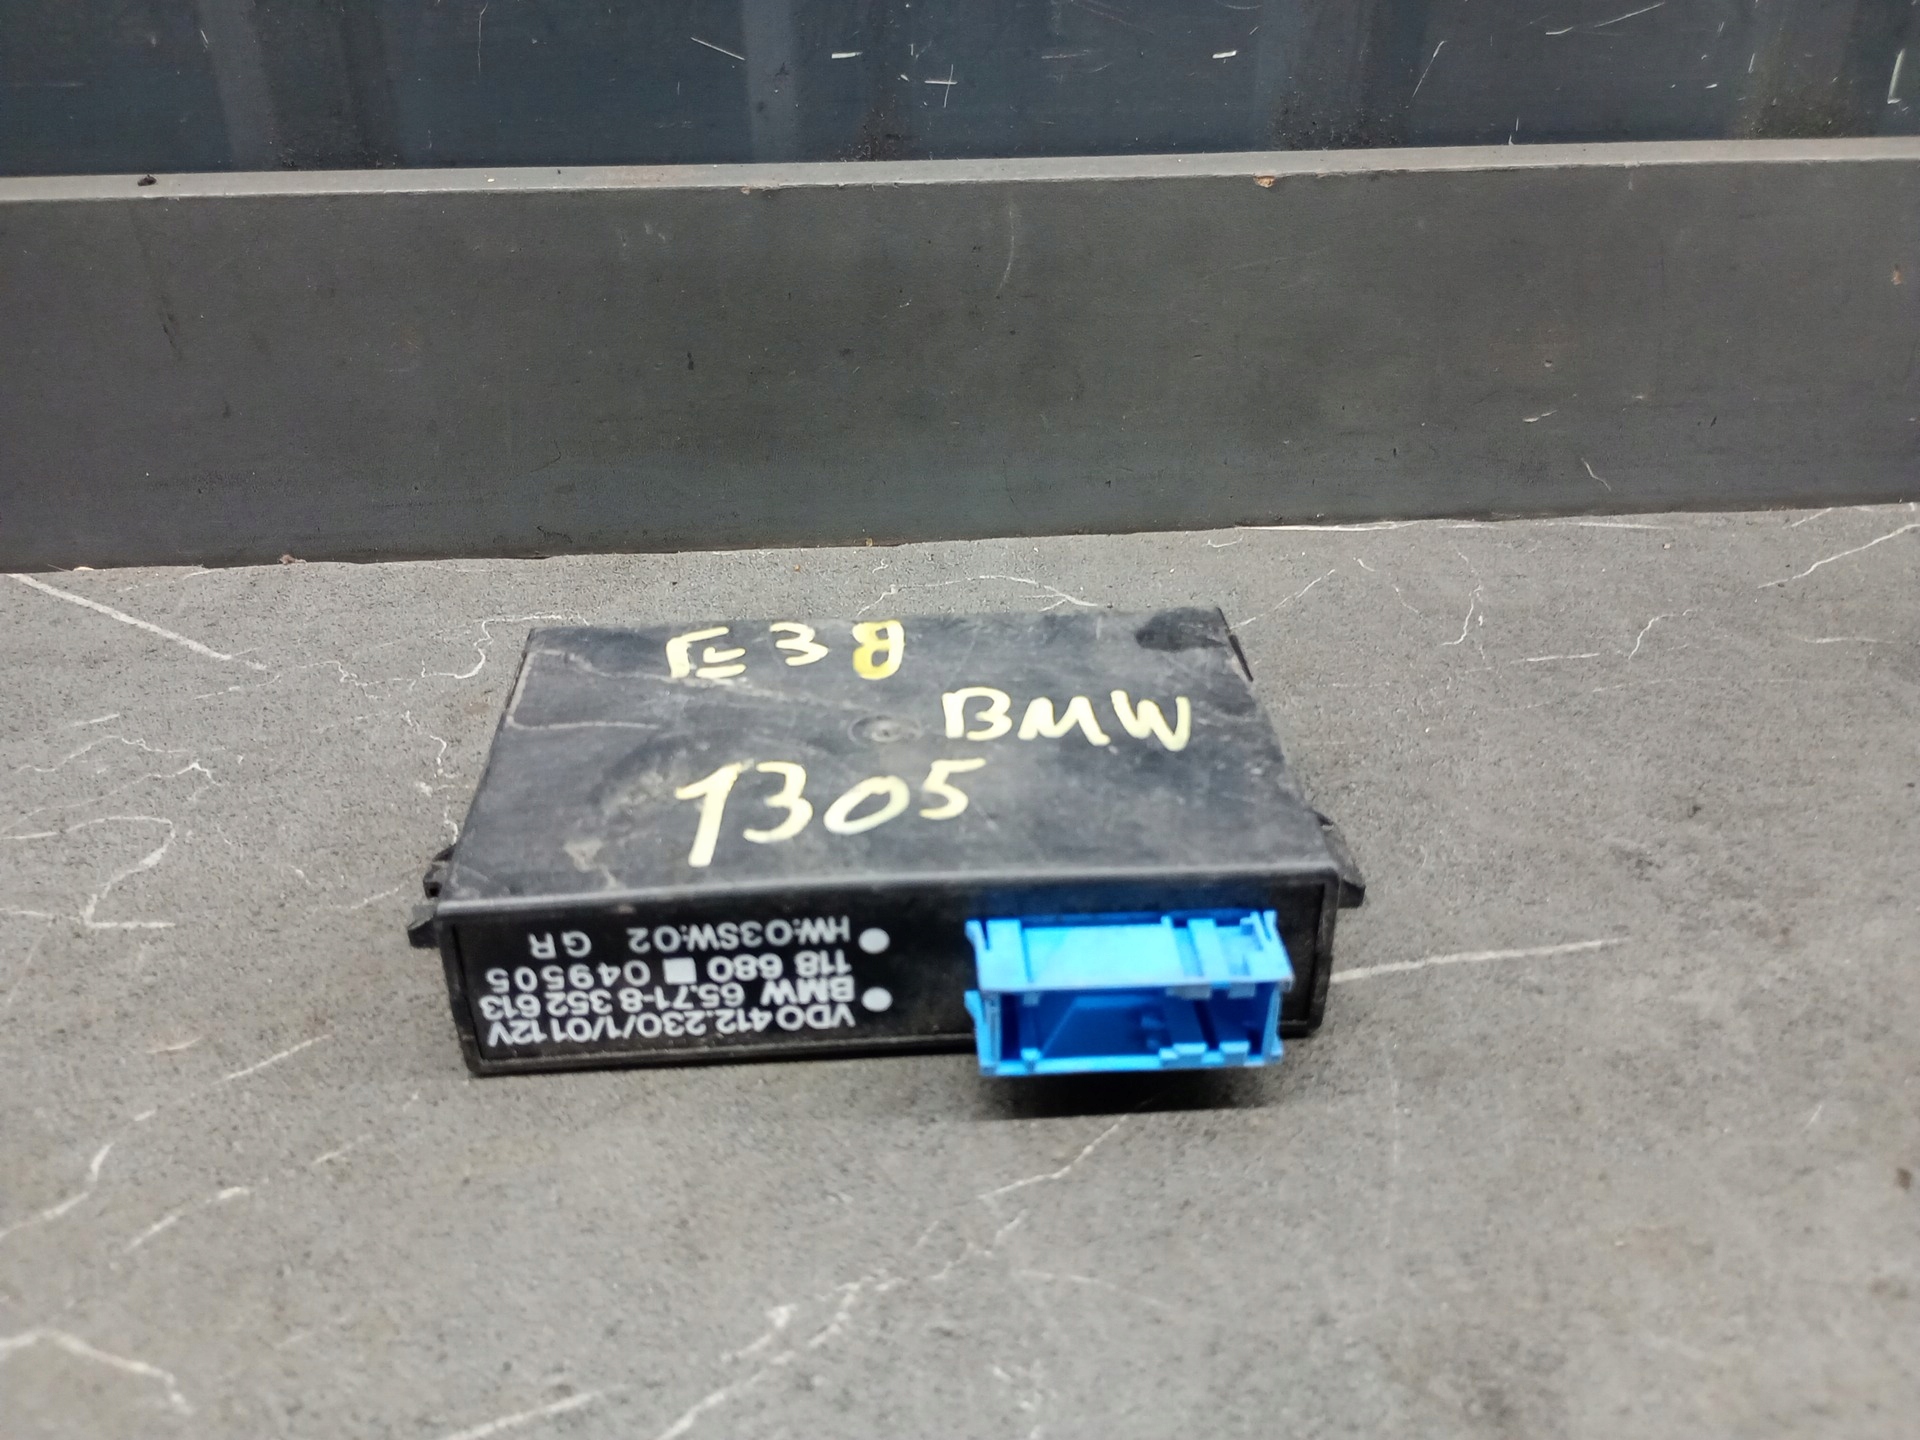 E38
BMW
1305
VDO 412.230/1/01 12V
BMW 65.71-8 352 613
118 680 ■ 049505
HW:03SW:02 GR